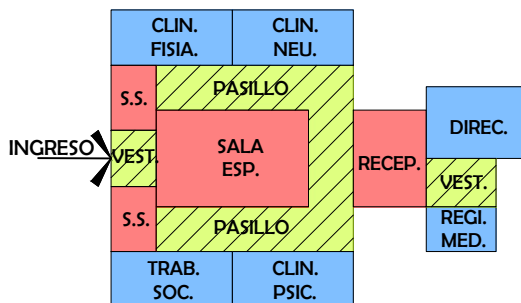 CLIN.
FISIA.
CLIN.
NEU.
S.S.
PASILLO
DIREC.
INGRESO
VEST.
SALA
ESP.
RECEP.
VEST.
S.S.
PASILLO
REGI.
MED.
TRAB.
SOC.
CLIN.
PSIC.